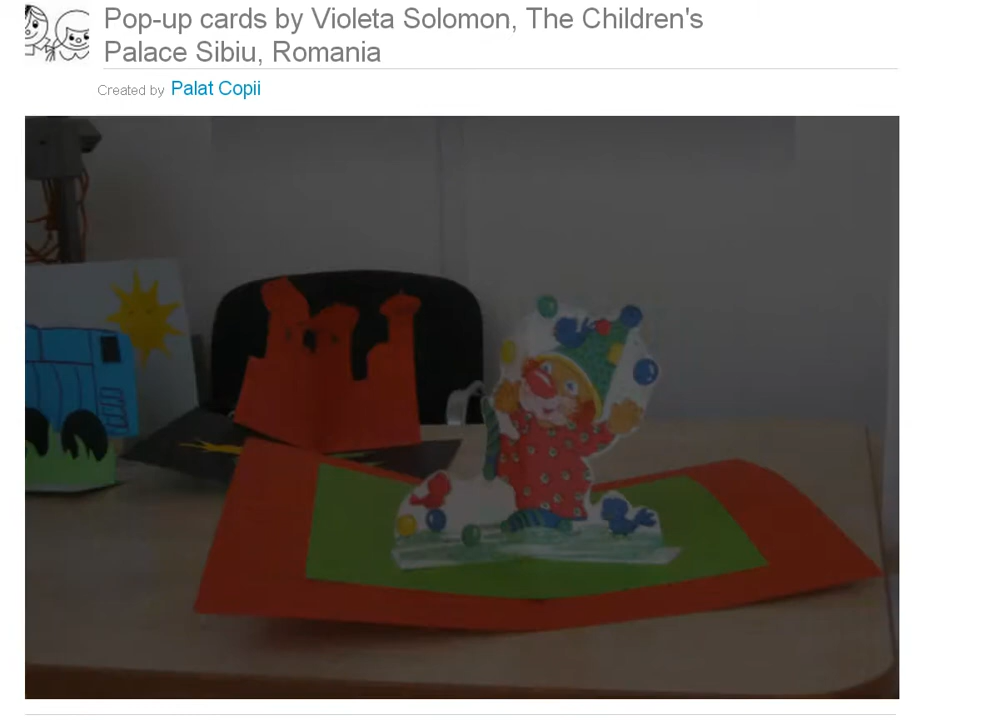 Pop-up cards by Violeta Solomon, The Children's
Palace Sibiu, Romania
Created by Palat Copii